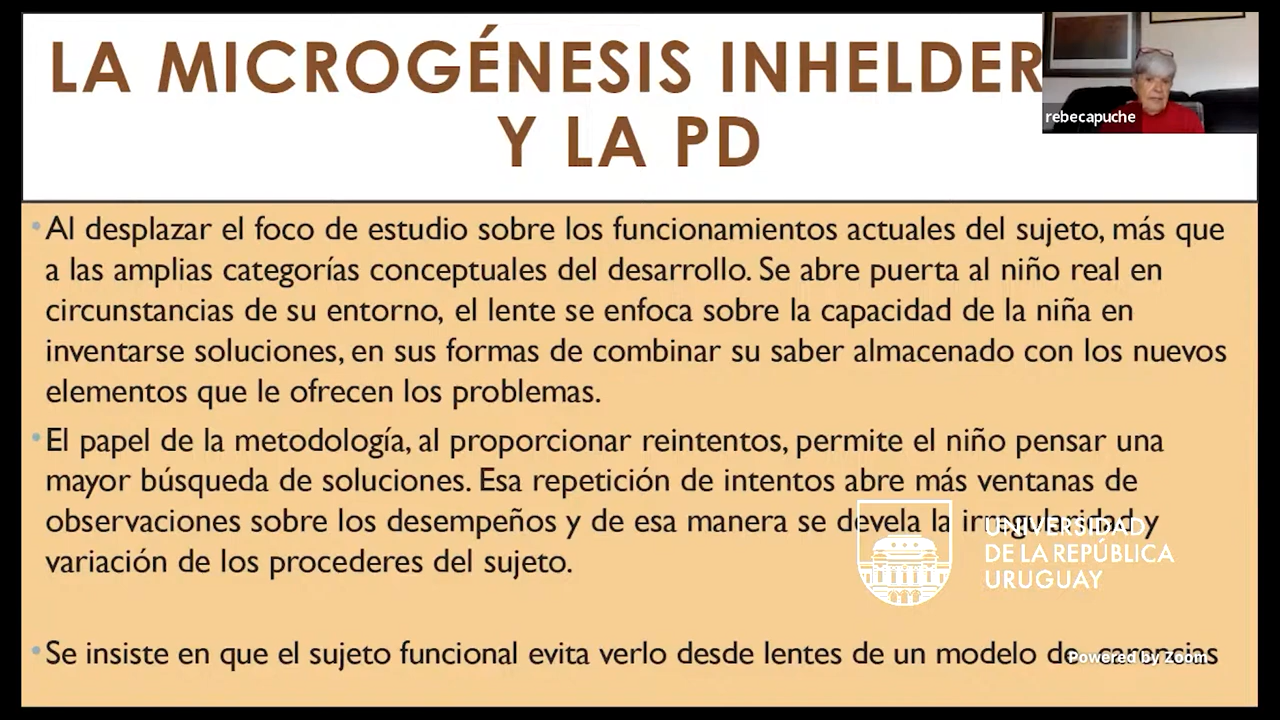 LA MICROGÉNESIS INHELDER
Y LA PD
rebecapuche
• Al desplazar el foco de estudio sobre los funcionamientos actuales del sujeto, más que
a las amplias categorías conceptuales del desarrollo. Se abre puerta al niño real en
circunstancias de su entorno, el lente se enfoca sobre la capacidad de la niña en
inventarse soluciones, en sus formas de combinar su saber almacenado con los nuevos
elementos que le ofrecen los problemas.
• El papel de la metodología, al proporcionar reintentos, permite el niño pensar una
mayor búsqueda de soluciones. Esa repetición de intentos abre más ventanas de
observaciones sobre los desempeños y de esa manera se devela la irregularidad y
variación de los procederes del sujeto.
UNIVERSIDAD
DE LA REPÚBLICA
URUGUAY
• Se insiste en que el sujeto funcional evita verlo desde lentes de un modelo de carencias
Powered by Zoom